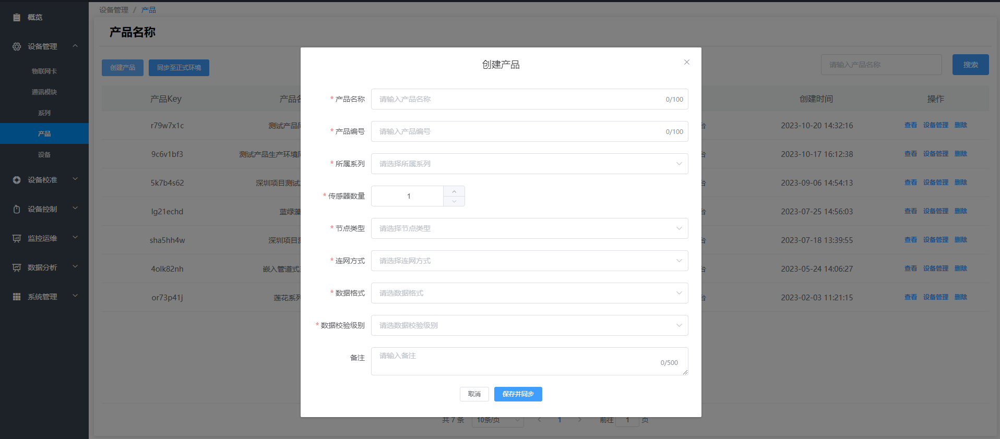 概览
设备管理
物联网卡
通讯模块
系列
产品
设备
设备校准
设备控制
监控运维
数据分析
系统管理
设备管理 / 产品
产品名称
创建产品 同步至正式环境 请输入产品名称 搜索
产品Key 产品 创建时间 操作
r79w7x1c 测试产品 台 2023-10-20 14:32:16 查看 设备管理 删除
9c6v1bf3 测试产品生产环境 台 2023-10-17 16:12:38 查看 设备管理 删除
5k7b4s62 深圳项目测试 台 2023-09-06 14:54:13 查看 设备管理 删除
lg21echd 蓝绿藻 台 2023-07-25 14:56:03 查看 设备管理 删除
sha5hh4w 深圳项目 台 2023-07-18 13:39:55 查看 设备管理 删除
4olk82nh 嵌入管道式 台 2023-05-24 14:06:27 查看 设备管理 删除
or73p41j 莲花系列 台 2023-02-03 11:21:15 查看 设备管理 删除
共 7 条 10条/页 1 前往 1 页
创建产品
* 产品名称 请输入产品名称 0/100
* 产品编号 请输入产品编号 0/100
* 所属系列 请选择所属系列
* 传感器数量 1
* 节点类型 请选择节点类型
* 连网方式 请选择连网方式
* 数据格式 请选数据格式
* 数据校验级别 请选数据校验级别
备注 请输入备注 0/500
取消 保存并同步